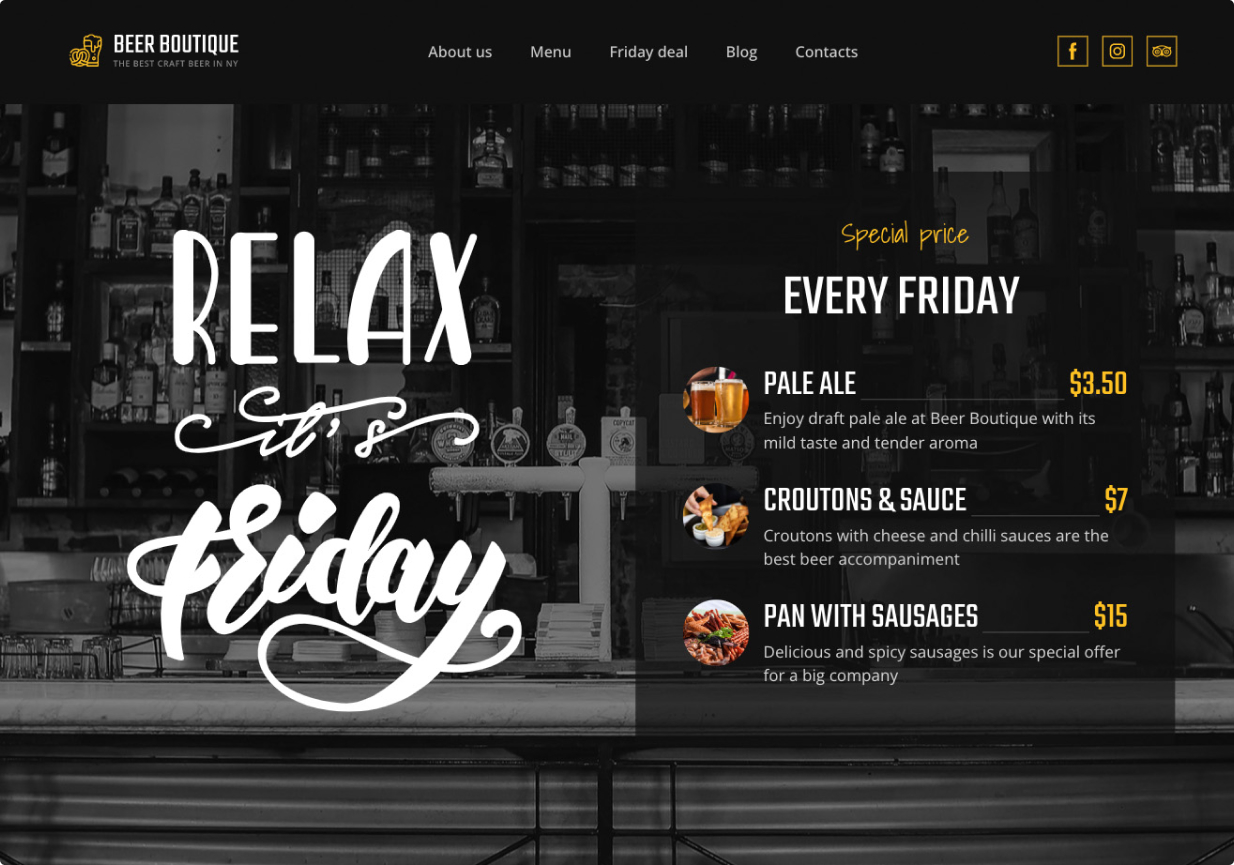 BEER BOUTIQUE
THE BEST CRAFT BEER IN NY
About us
Menu
Friday deal
Blog
Contacts
RELAX
it's
friday
Special price
EVERY FRIDAY
PALE ALE $3.50
Enjoy draft pale ale at Beer Boutique with its
mild taste and tender aroma
CROUTONS & SAUCE $7
Croutons with cheese and chilli sauces are the
best beer accompaniment
PAN WITH SAUSAGES $15
Delicious and spicy sausages is our special offer
for a big company